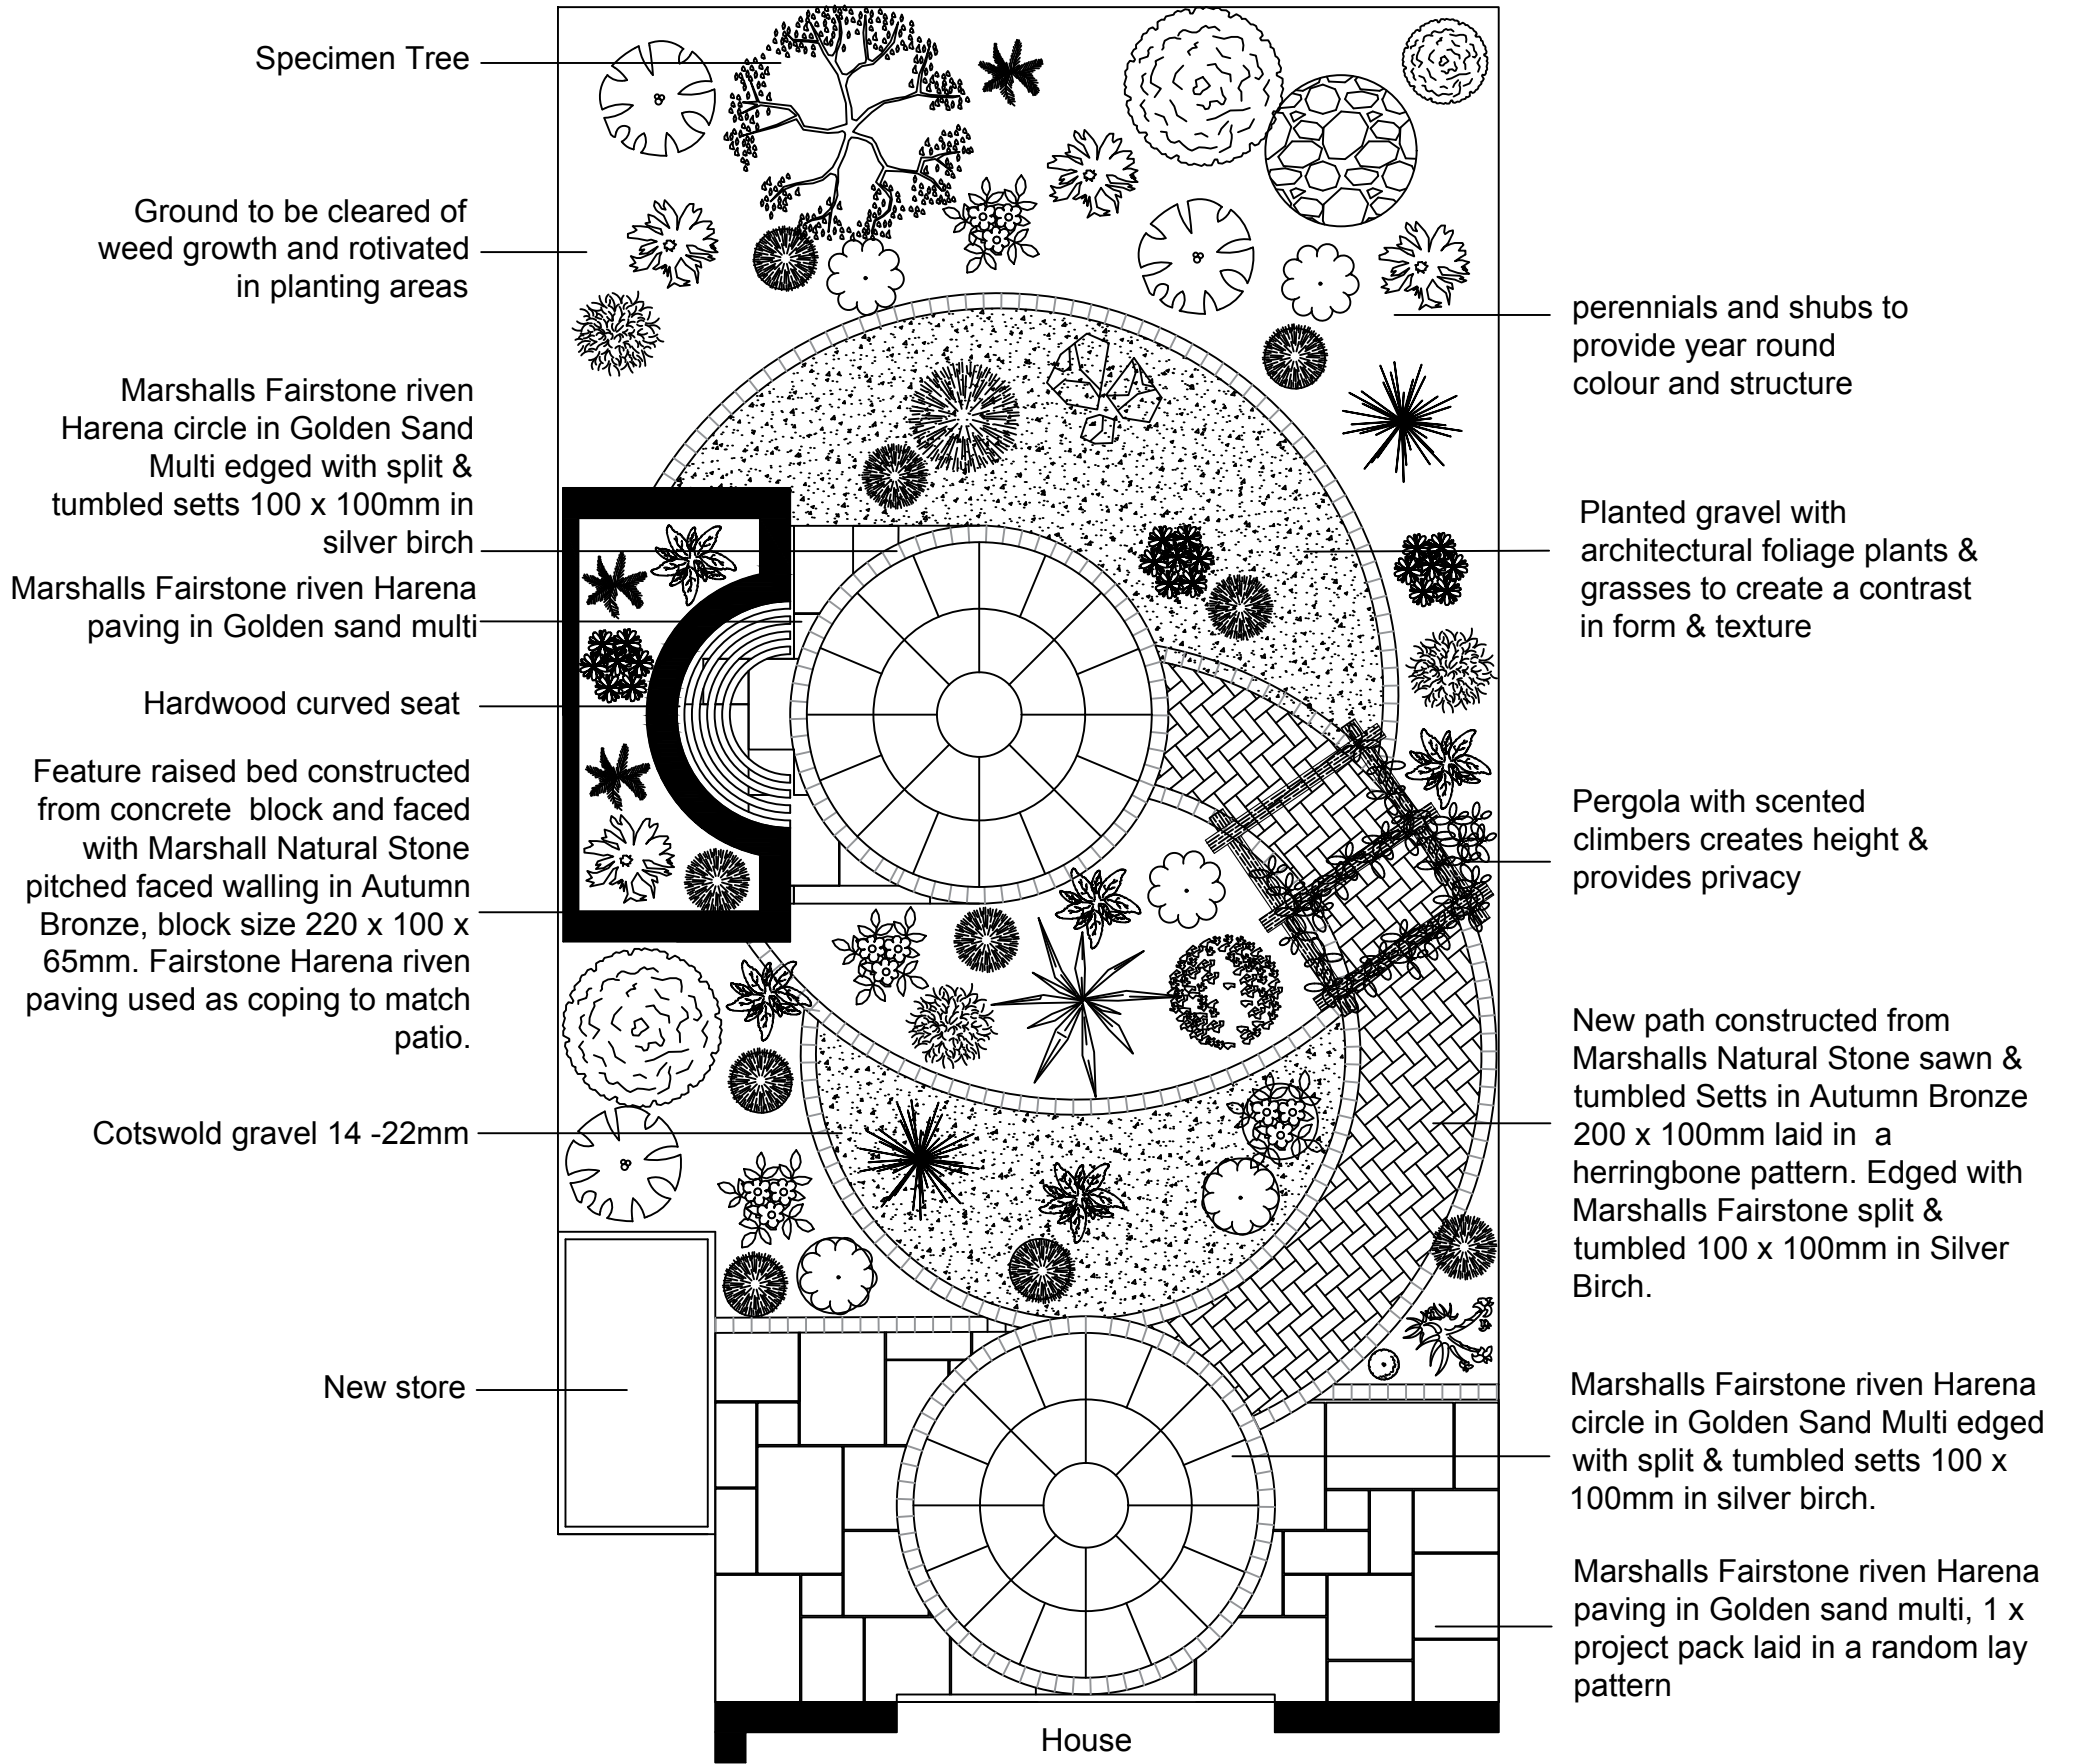 Specimen Tree
Ground to be cleared of
weed growth and rotivated
in planting areas
Marshalls Fairstone riven
Harena circle in Golden Sand
Multi edged with split &
tumbled setts 100 x 100mm in
silver birch
Marshalls Fairstone riven Harena
paving in Golden sand multi
Hardwood curved seat
Feature raised bed constructed
from concrete block and faced
with Marshall Natural Stone
pitched faced walling in Autumn
Bronze, block size 220 x 100 x
65mm. Fairstone Harena riven
paving used as coping to match
patio.
Cotswold gravel 14 -22mm
New store
perennials and shubs to
provide year round
colour and structure
Planted gravel with
architectural foliage plants &
grasses to create a contrast
in form & texture
Pergola with scented
climbers creates height &
provides privacy
New path constructed from
Marshalls Natural Stone sawn &
tumbled Setts in Autumn Bronze
200 x 100mm laid in a
herringbone pattern. Edged with
Marshalls Fairstone split &
tumbled 100 x 100mm in Silver
Birch.
Marshalls Fairstone riven Harena
circle in Golden Sand Multi edged
with split & tumbled setts 100 x
100mm in silver birch.
Marshalls Fairstone riven Harena
paving in Golden sand multi, 1 x
project pack laid in a random lay
pattern
House